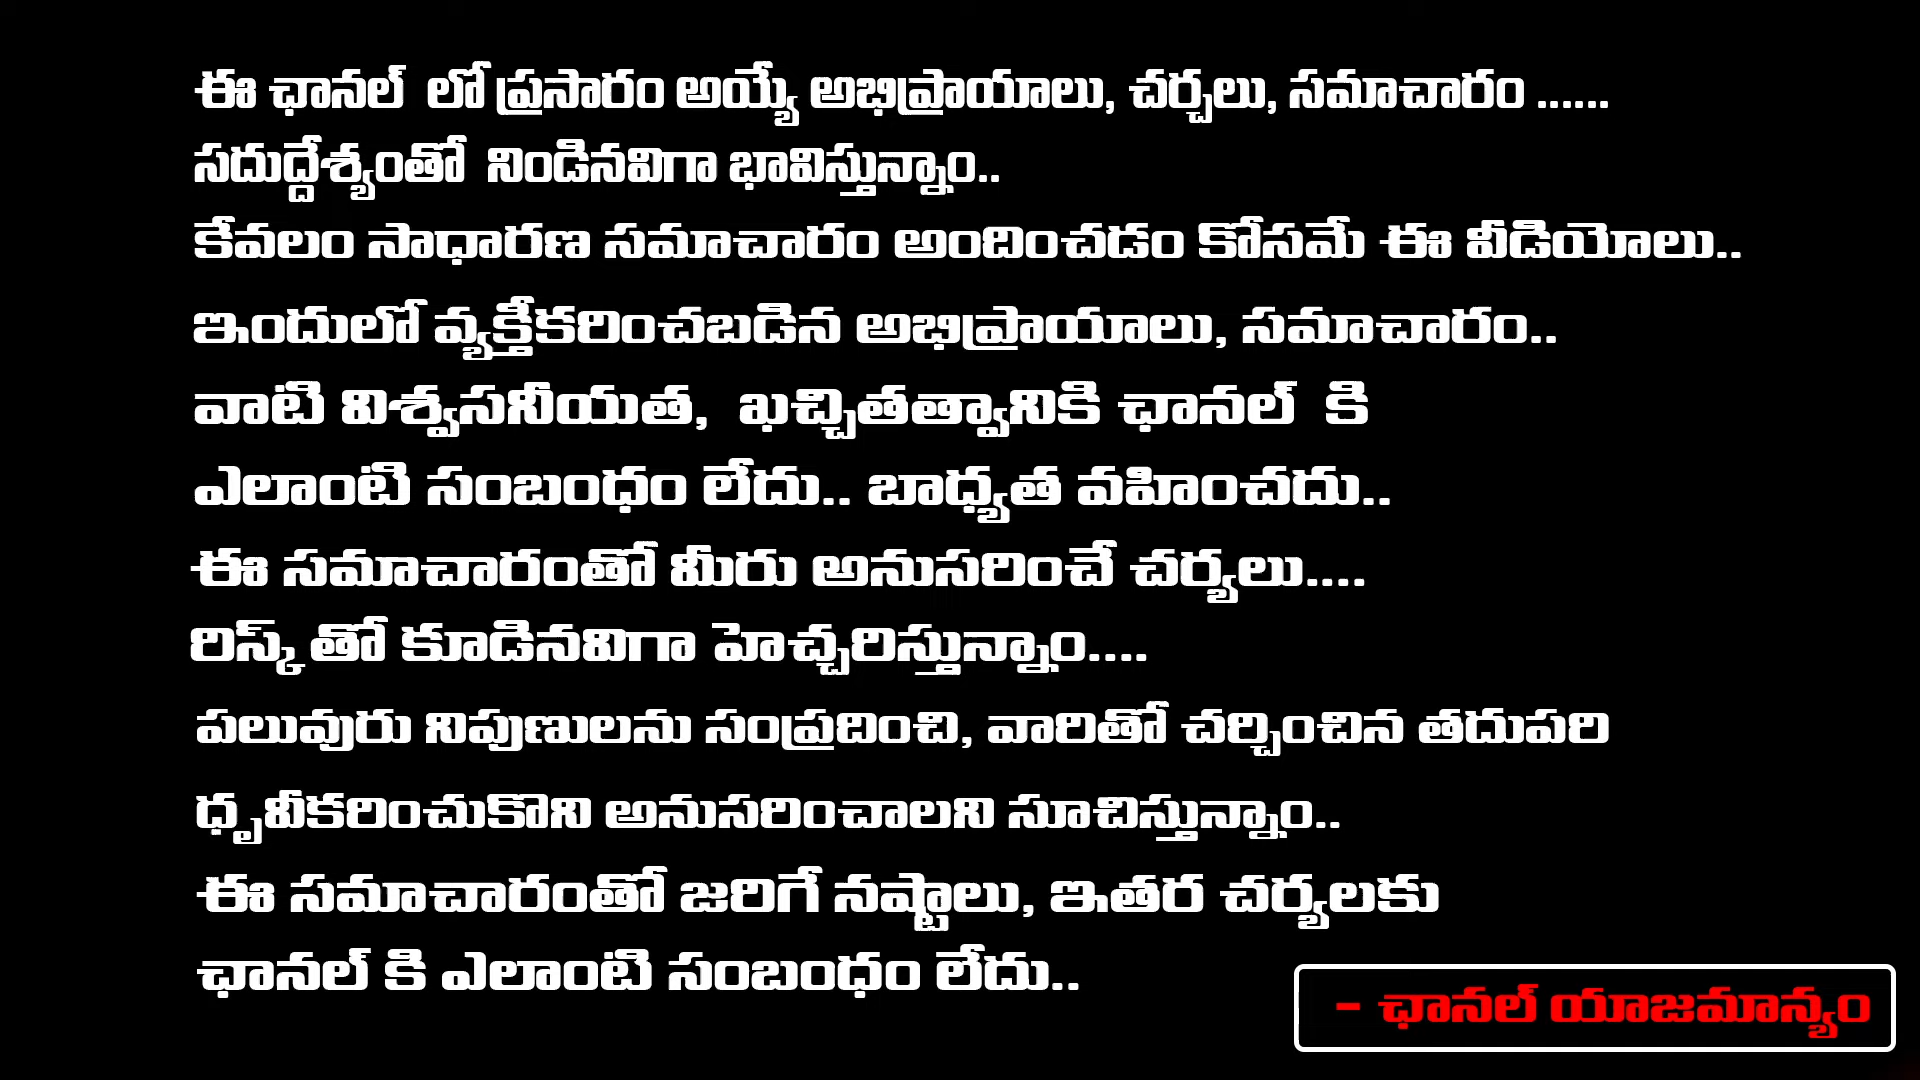 ఈ ఛానల్ లో ప్రసారం అయ్యే అభిప్రాయాలు, చర్చలు, సమాచారం ......
సదుద్దేశ్యంతో నిండినవిగా భావిస్తున్నాం..
కేవలం సాధారణ సమాచారం అందించడం కోసమే ఈ వీడియోలు..
ఇందులో వ్యక్తీకరించబడిన అభిప్రాయాలు, సమాచారం..
వాటి విశ్వసనీయత, ఖచ్చితత్వానికి ఛానల్ కి
ఎలాంటి సంబంధం లేదు.. బాధ్యత వహించదు..
ఈ సమాచారంతో మీరు అనుసరించే చర్యలు....
రిస్క్ తో కూడినవిగా హెచ్చరిస్తున్నాం....
పలువురు నిపుణులను సంప్రదించి, వారితో చర్చించిన తదుపరి
ధృవీకరించుకొని అనుసరించాలని సూచిస్తున్నాం..
ఈ సమాచారంతో జరిగే నష్టాలు, ఇతర చర్యలకు
ఛానల్ కి ఎలాంటి సంబంధం లేదు..
- ఛానల్ యాజమాన్యం